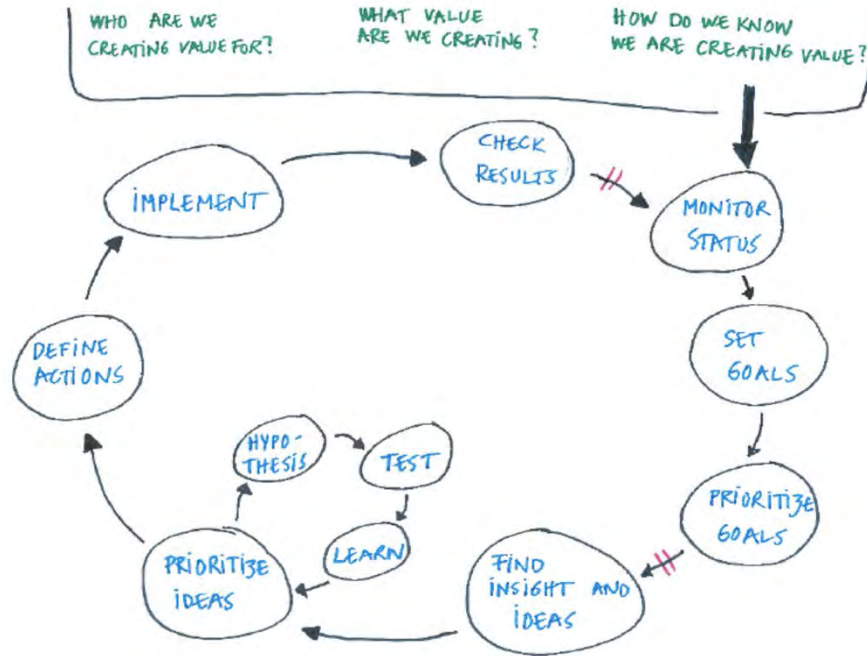 WHO ARE WE
CREATING VALUE FOR?
WHAT VALUE
ARE WE CREATING?
HOW DO WE KNOW
WE ARE CREATING VALUE?
CHECK
RESULTS
IMPLEMENT
MONITOR
STATUS
DEFINE
ACTIONS
SET
GOALS
HYPO-
THESIS
TEST
PRIORITIZE
GOALS
LEARN
PRIORITIZE
IDEAS
FIND
INSIGHT AND
IDEAS